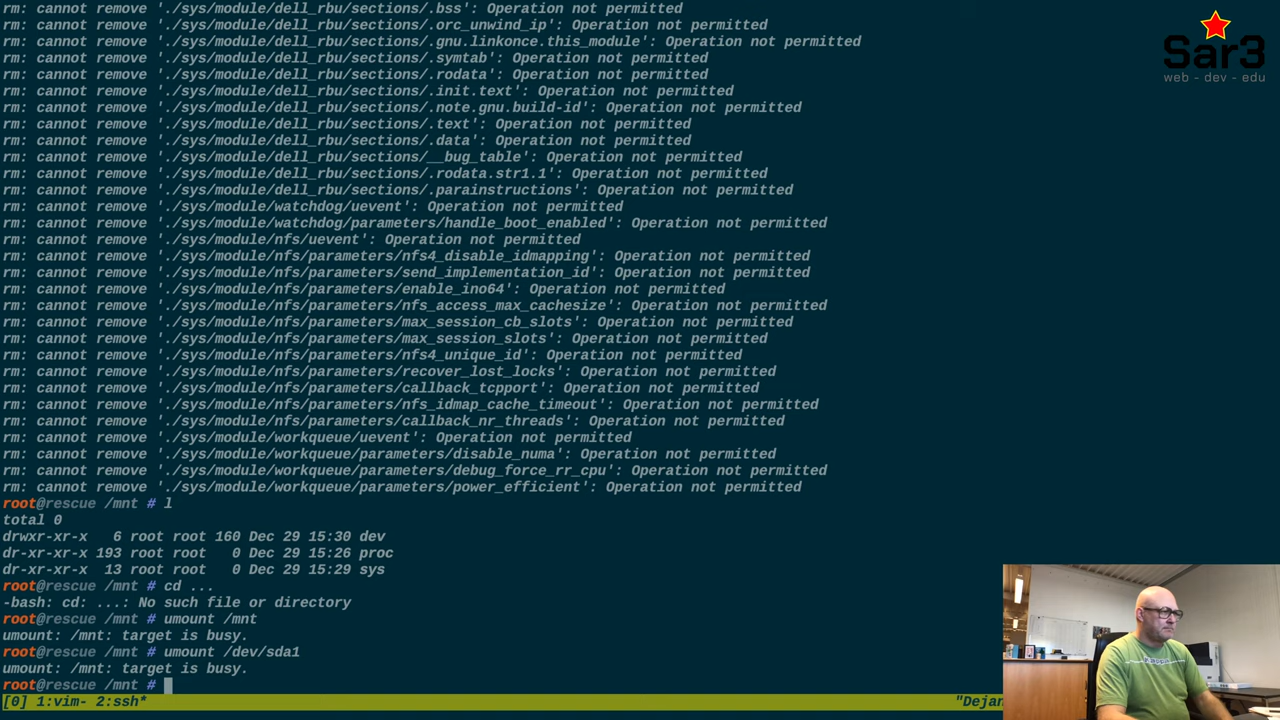 rm: cannot remove './sys/module/dell_rbu/sections/.bss': Operation not permitted
rm: cannot remove './sys/module/dell_rbu/sections/.orc_unwind_ip': Operation not permitted
rm: cannot remove './sys/module/dell_rbu/sections/.gnu.linkonce.this_module': Operation not permitted
rm: cannot remove './sys/module/dell_rbu/sections/.symtab': Operation not permitted
rm: cannot remove './sys/module/dell_rbu/sections/.rodata': Operation not permitted
rm: cannot remove './sys/module/dell_rbu/sections/.init.text': Operation not permitted
rm: cannot remove './sys/module/dell_rbu/sections/.note.gnu.build-id': Operation not permitted
rm: cannot remove './sys/module/dell_rbu/sections/.text': Operation not permitted
rm: cannot remove './sys/module/dell_rbu/sections/.data': Operation not permitted
rm: cannot remove './sys/module/dell_rbu/sections/__bug_table': Operation not permitted
rm: cannot remove './sys/module/dell_rbu/sections/.rodata.str1.1': Operation not permitted
rm: cannot remove './sys/module/dell_rbu/sections/.parainstructions': Operation not permitted
rm: cannot remove './sys/module/watchdog/uevent': Operation not permitted
rm: cannot remove './sys/module/watchdog/parameters/handle_boot_enabled': Operation not permitted
rm: cannot remove './sys/module/nfs/uevent': Operation not permitted
rm: cannot remove './sys/module/nfs/parameters/nfs4_disable_idmapping': Operation not permitted
rm: cannot remove './sys/module/nfs/parameters/send_implementation_id': Operation not permitted
rm: cannot remove './sys/module/nfs/parameters/enable_ino64': Operation not permitted
rm: cannot remove './sys/module/nfs/parameters/nfs_access_max_cachesize': Operation not permitted
rm: cannot remove './sys/module/nfs/parameters/max_session_cb_slots': Operation not permitted
rm: cannot remove './sys/module/nfs/parameters/max_session_slots': Operation not permitted
rm: cannot remove './sys/module/nfs/parameters/nfs4_unique_id': Operation not permitted
rm: cannot remove './sys/module/nfs/parameters/recover_lost_locks': Operation not permitted
rm: cannot remove './sys/module/nfs/parameters/callback_tcpport': Operation not permitted
rm: cannot remove './sys/module/nfs/parameters/nfs_idmap_cache_timeout': Operation not permitted
rm: cannot remove './sys/module/nfs/parameters/callback_nr_threads': Operation not permitted
rm: cannot remove './sys/module/workqueue/uevent': Operation not permitted
rm: cannot remove './sys/module/workqueue/parameters/disable_numa': Operation not permitted
rm: cannot remove './sys/module/workqueue/parameters/debug_force_rr_cpu': Operation not permitted
rm: cannot remove './sys/module/workqueue/parameters/power_efficient': Operation not permitted
root@rescue /mnt # l
total 0
drwxr-xr-x   6 root root 160 Dec 29 15:30 dev
dr-xr-xr-x 193 root root   0 Dec 29 15:26 proc
dr-xr-xr-x  13 root root   0 Dec 29 15:29 sys
root@rescue /mnt # cd ...
-bash: cd: ...: No such file or directory
root@rescue /mnt # umount /mnt
umount: /mnt: target is busy.
root@rescue /mnt # umount /dev/sda1
umount: /mnt: target is busy.
root@rescue /mnt #
[0] 1:vim- 2:ssh* "Dejan
Sar3
web - dev - edu